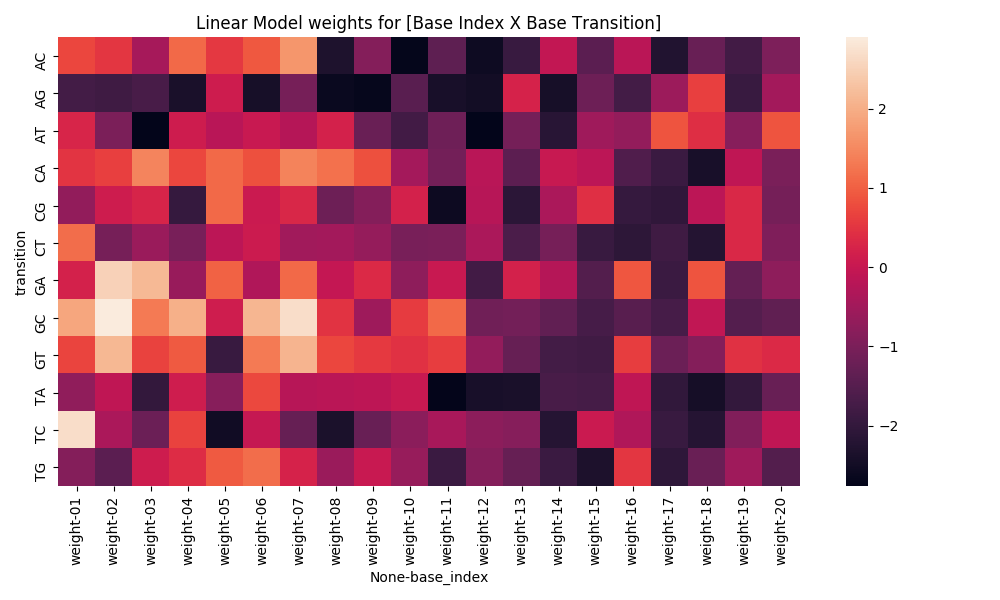 Linear Model weights for [Base Index X Base Transition]
transition
AC
AG
AT
CA
CG
CT
GA
GC
GT
TA
TC
TG
weight-01
weight-02
weight-03
weight-04
weight-05
weight-06
weight-07
weight-08
weight-09
weight-10
weight-11
weight-12
weight-13
weight-14
weight-15
weight-16
weight-17
weight-18
weight-19
weight-20
None-base_index
2
1
0
−1
−2